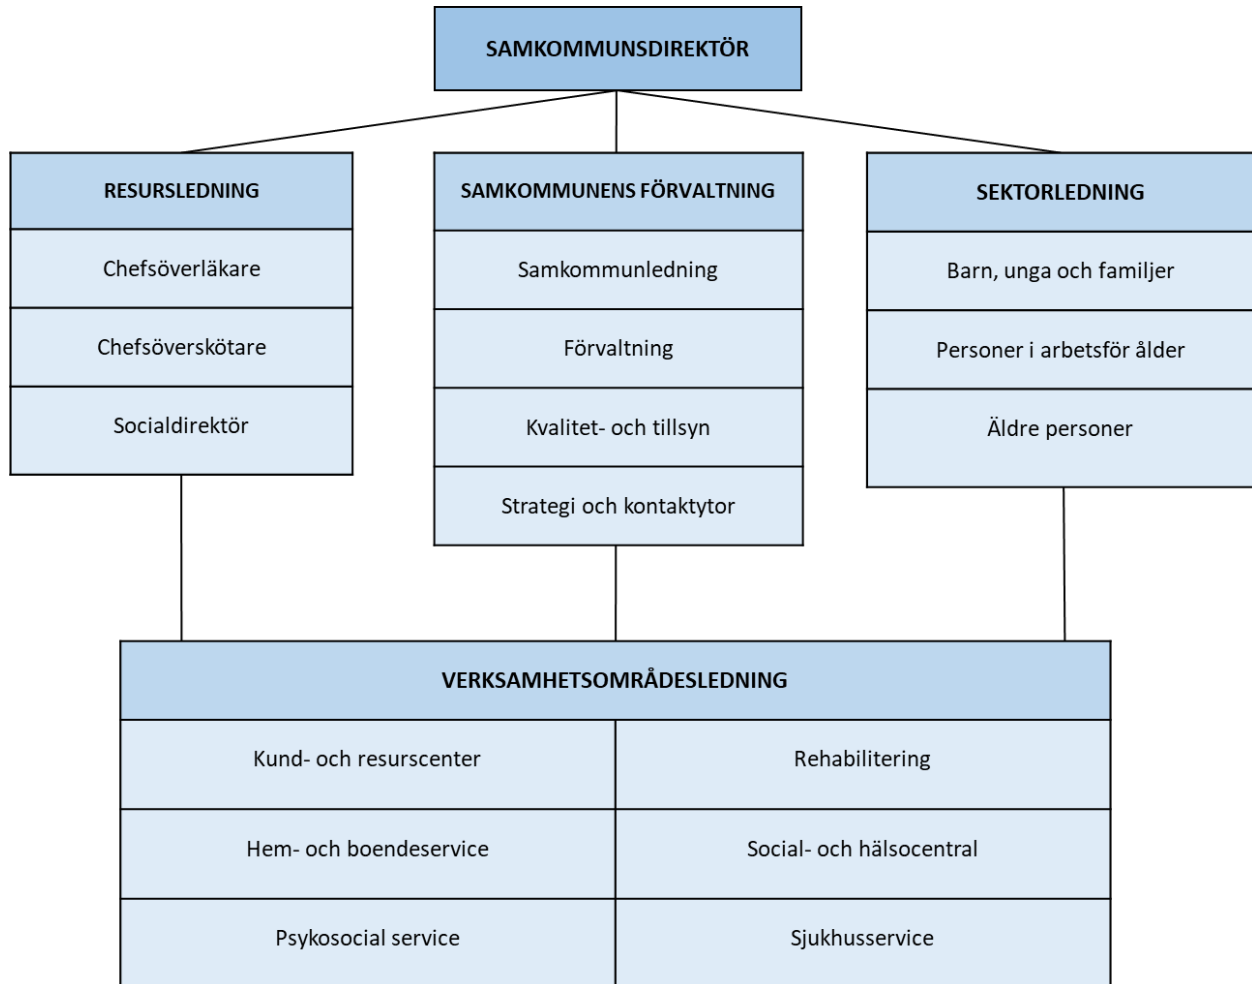 SAMKOMMUNSDIREKTÖR
RESURSLEDNING
Chefsöverläkare
Chefsöverskötare
Socialdirektör
SAMKOMMUNENS FÖRVALTNING
Samkommunledning
Förvaltning
Kvalitet- och tillsyn
Strategi och kontaktytor
SEKTORLEDNING
Barn, unga och familjer
Personer i arbetsför ålder
Äldre personer
VERKSAMHETSOMRÅDESLEDNING
Kund- och resurscenter
Rehabilitering
Hem- och boendeservice
Social- och hälsocentral
Psykosocial service
Sjukhusservice